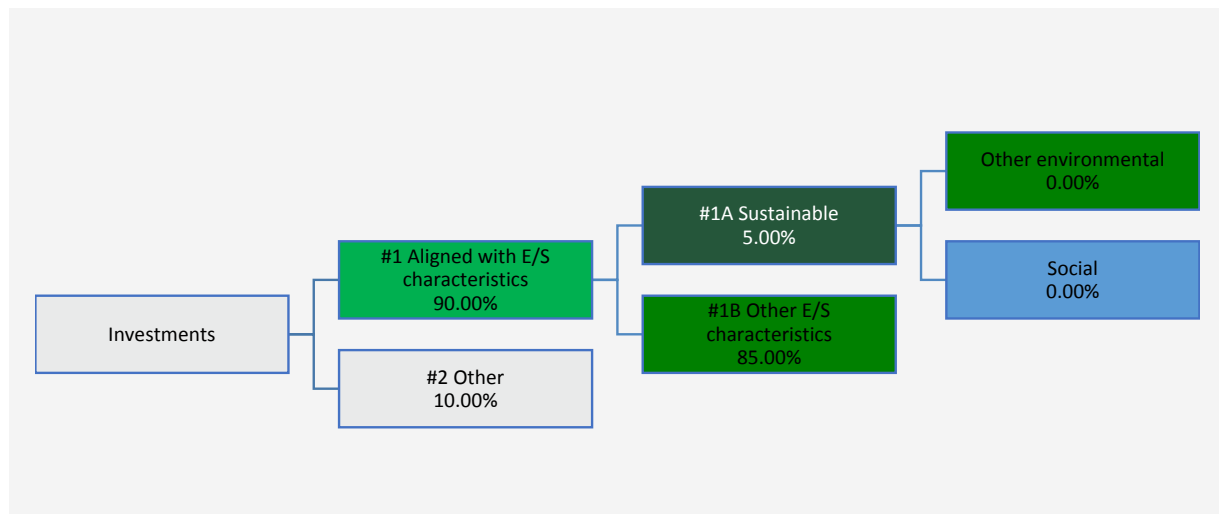 Investments
#1 Aligned with E/S
characteristics
90.00%
#2 Other
10.00%
#1A Sustainable
5.00%
#1B Other E/S
characteristics
85.00%
Other environmental
0.00%
Social
0.00%